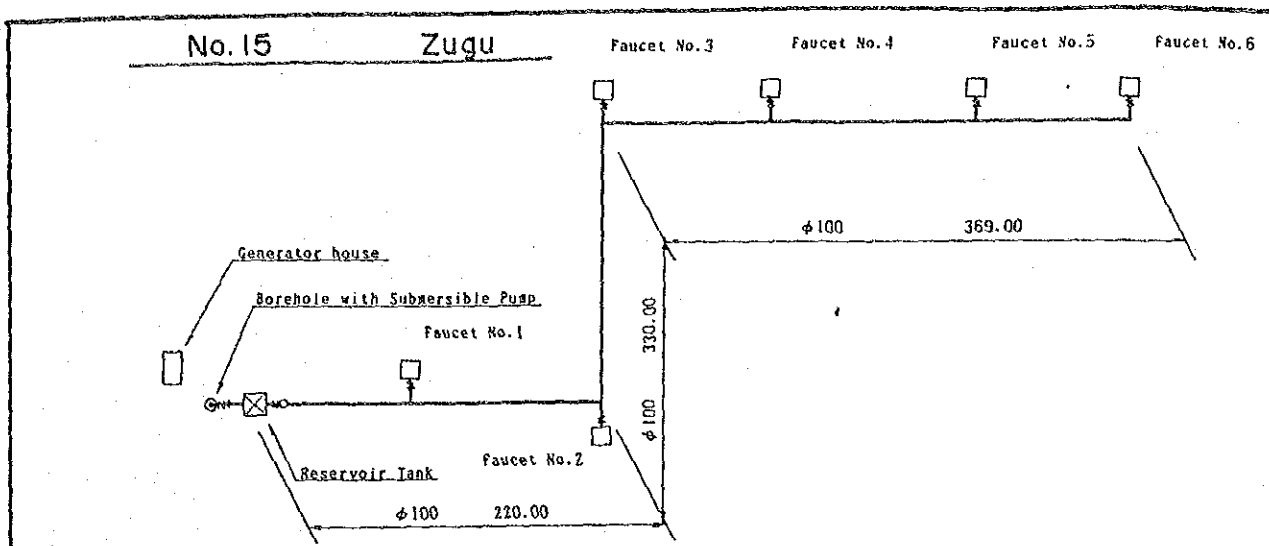 No.15 Zugu
Faucet No.3 Faucet No.4 Faucet No.5 Faucet No.6
φ100 369.00
Generator house
Borehole with Submersible Pump
Faucet No.1
φ100 330.00
Faucet No.2
Reservoir Tank
φ100 220.00